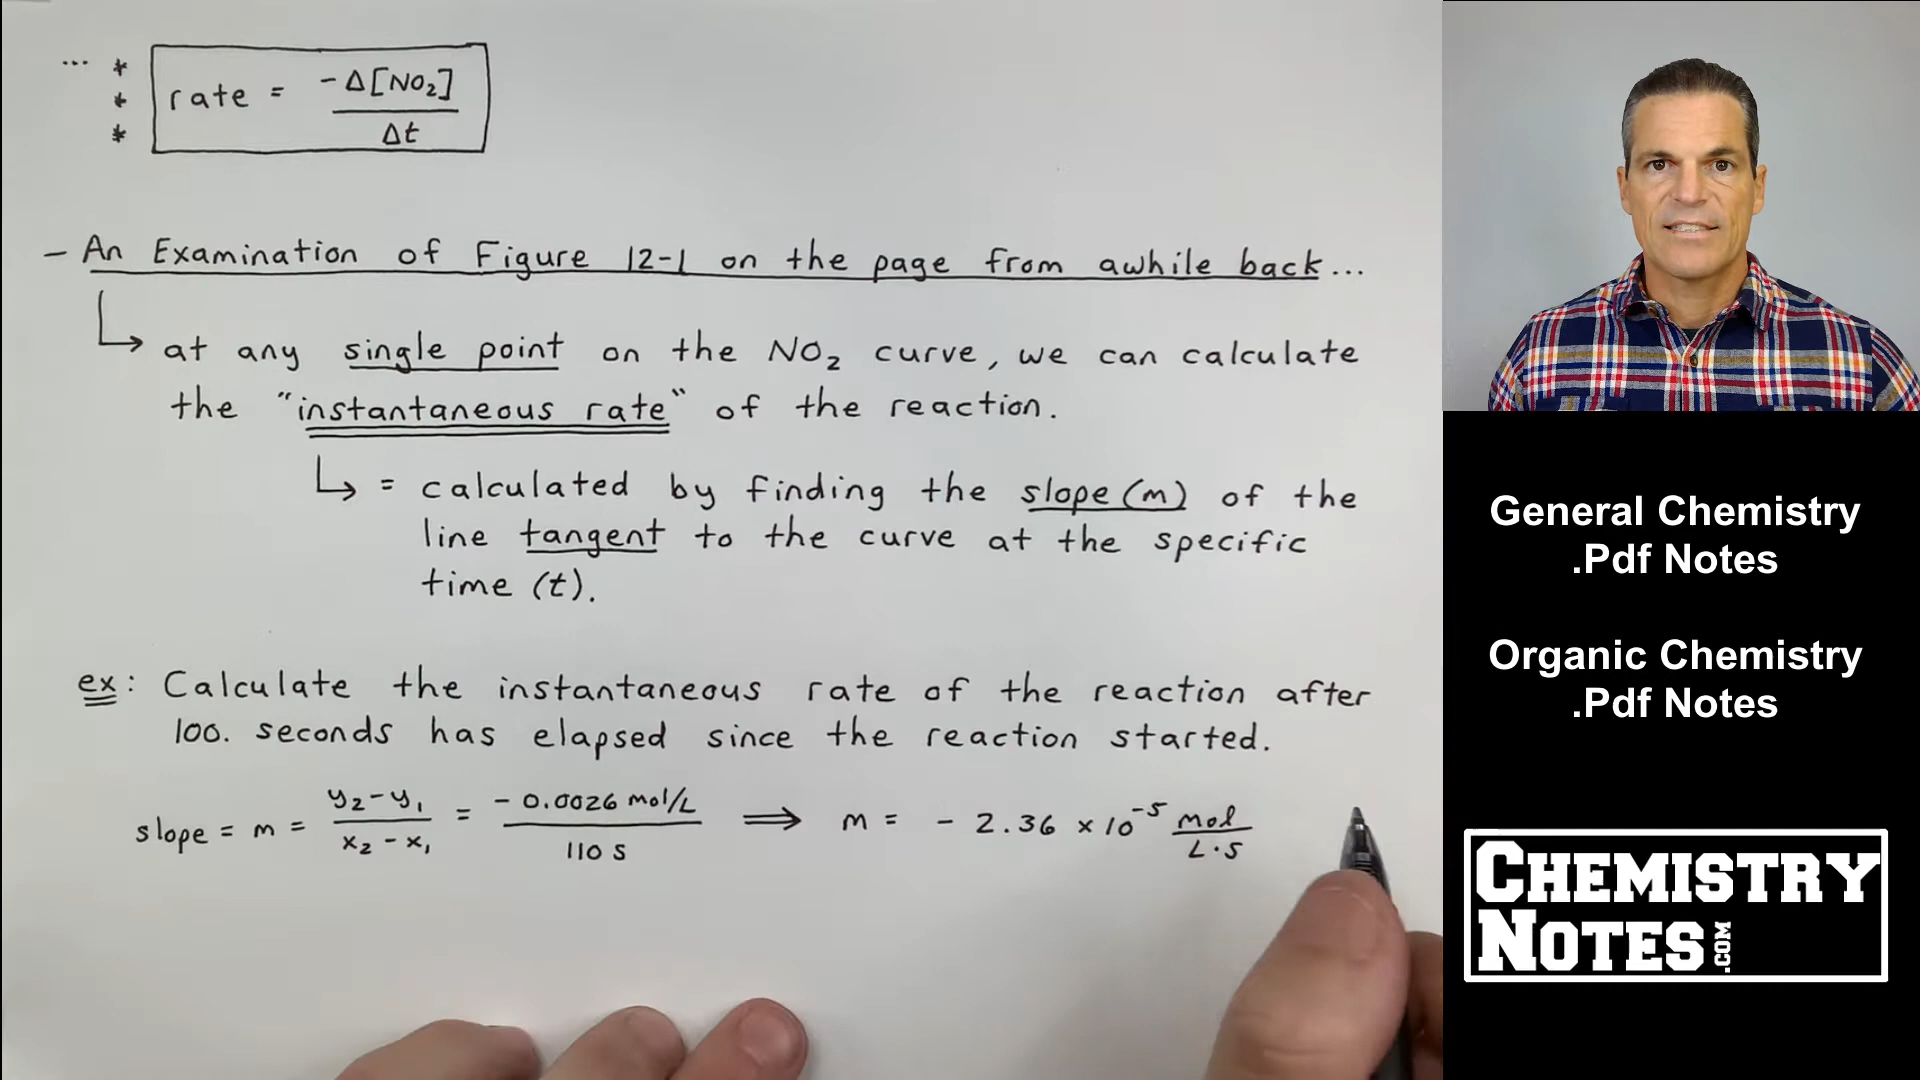 ... * rate = -Δ[NO₂]/Δt
*
*
- An Examination of Figure 12-1 on the page from awhile back...
↳ at any single point on the NO₂ curve, we can calculate
the "instantaneous rate" of the reaction.
↳ = calculated by finding the slope (m) of the
line tangent to the curve at the specific
time (t).
ex: Calculate the instantaneous rate of the reaction after
100. seconds has elapsed since the reaction started.
slope = m = y₂-y₁/x₂-x₁ = -0.0026 mol/L/110 s ⟹ m = -2.36 x10⁻⁵ mol/L·s
General Chemistry
.Pdf Notes
Organic Chemistry
.Pdf Notes
CHEMISTRY
NOTES.COM